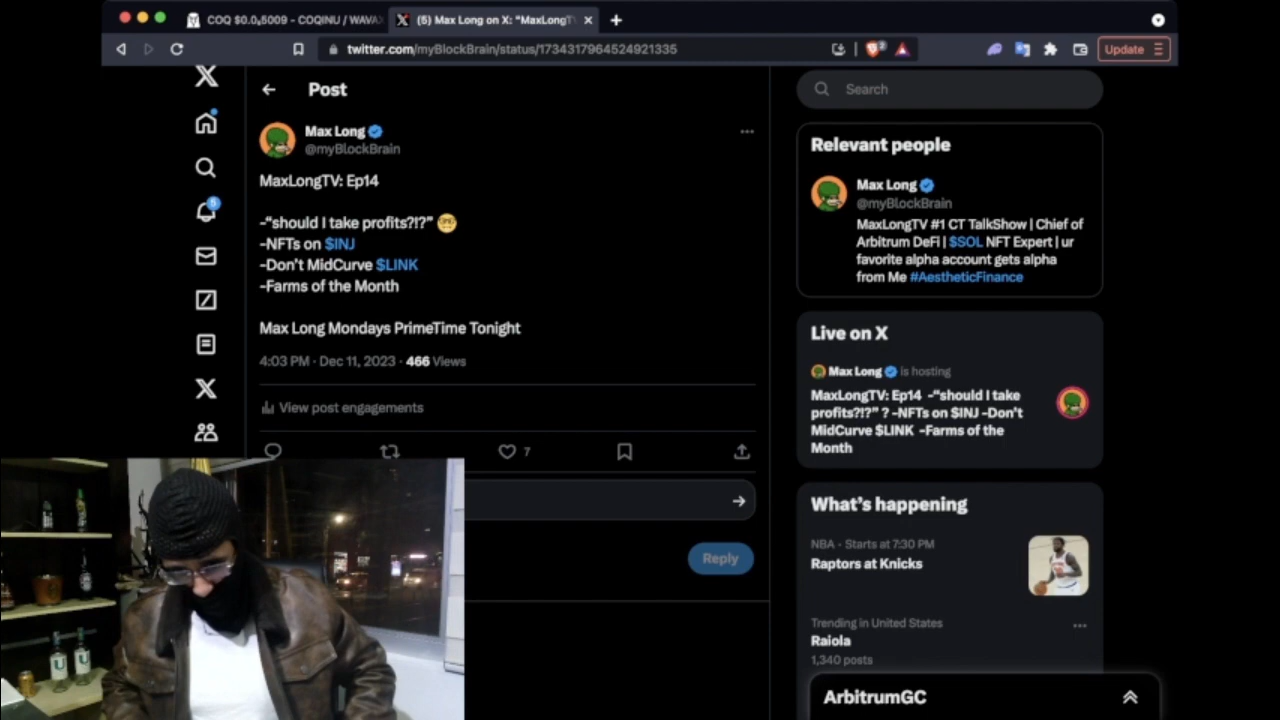 COQ $0.0₅5009 - COQINU / WAVAX
(5) Max Long on X: "MaxLongT
twitter.com/myBlockBrain/status/1734317964524921335
Update
Post
Max Long
@myBlockBrain
MaxLongTV: Ep14
-“should I take profits?!?” 🤓
-NFTs on $INJ
-Don’t MidCurve $LINK
-Farms of the Month
Max Long Mondays PrimeTime Tonight
4:03 PM · Dec 11, 2023 · 466 Views
View post engagements
7
Reply
5
Search
Relevant people
Max Long
@myBlockBrain
MaxLongTV #1 CT TalkShow | Chief of
Arbitrum DeFi | $SOL NFT Expert | ur
favorite alpha account gets alpha
from Me #AestheticFinance
Live on X
Max Long is hosting
MaxLongTV: Ep14 -“should I take
profits?!?” ? -NFTs on $INJ -Don’t
MidCurve $LINK -Farms of the
Month
What’s happening
NBA · Starts at 7:30 PM
Raptors at Knicks
Trending in United States
Raiola
1,340 posts
ArbitrumGC